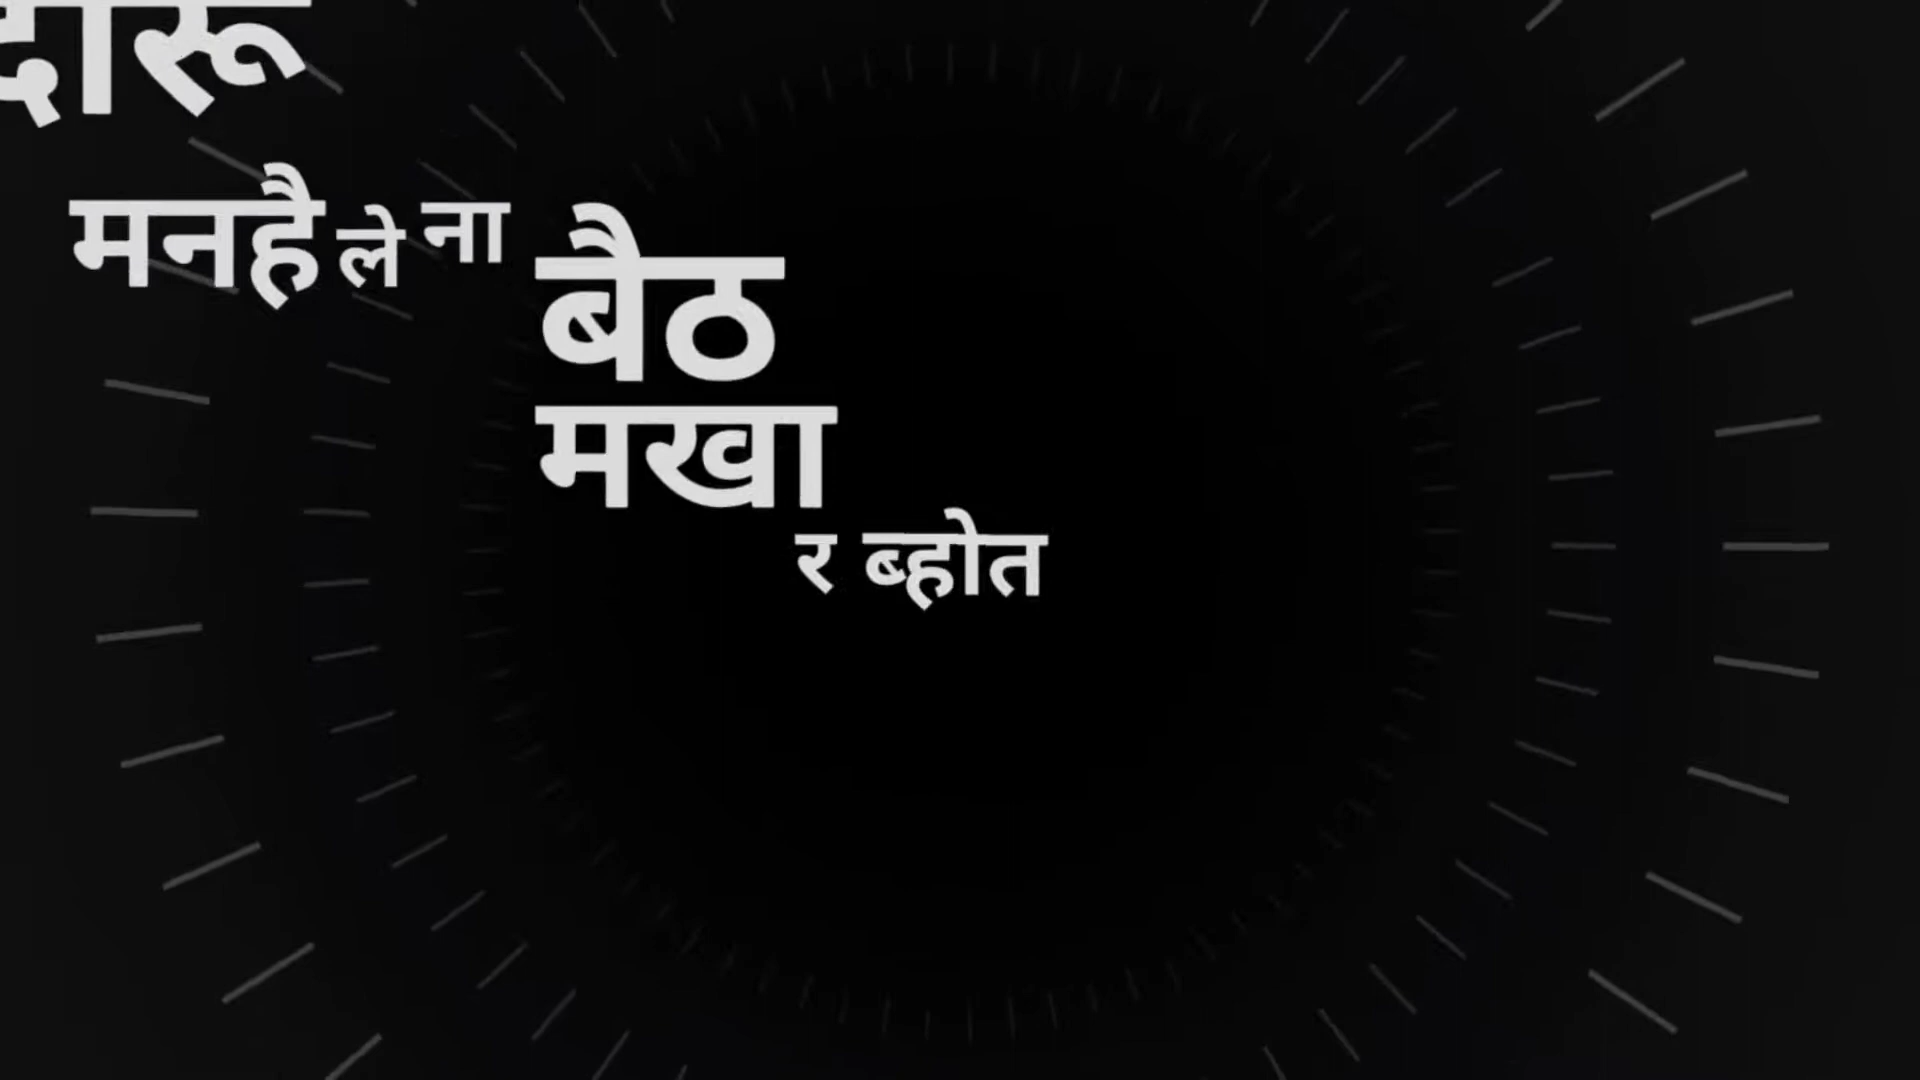 दारू
मनहै ले ना
बैठ
मखा
र ब्होत